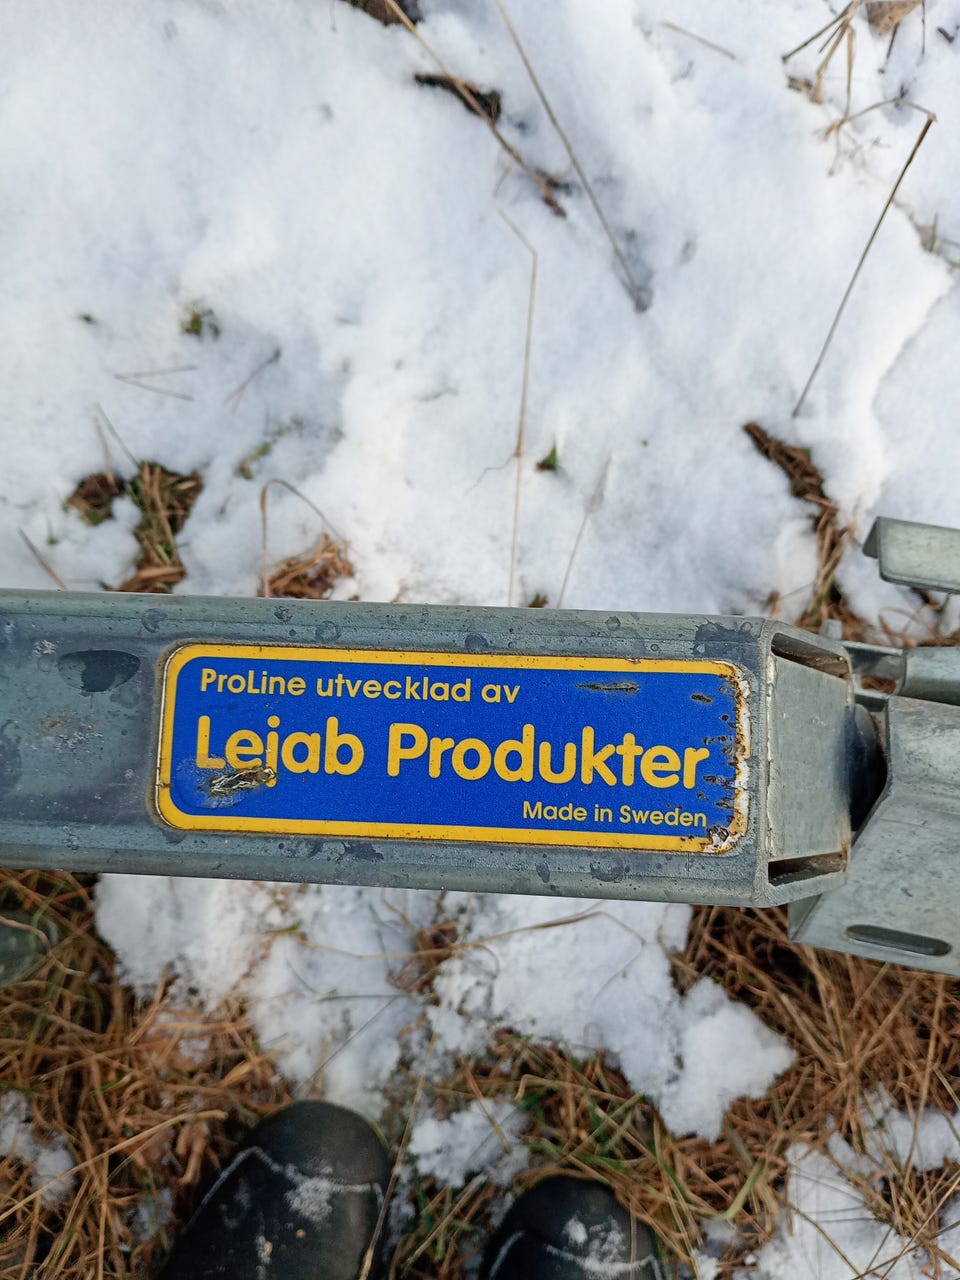 ProLine utvecklad av
Lejab Produkter
Made in Sweden